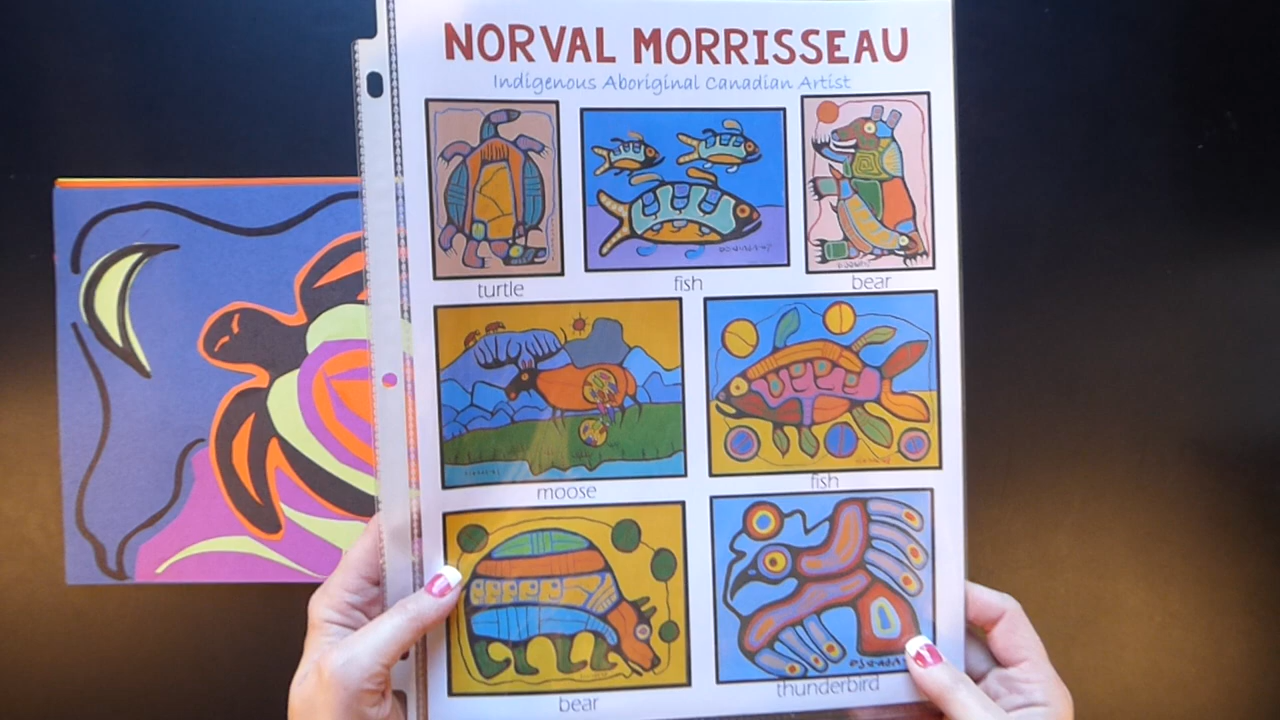 NORVAL MORRISSEAU
Indigenous Aboriginal Canadian Artist
turtle
fish
bear
moose
fish
bear
thunderbird